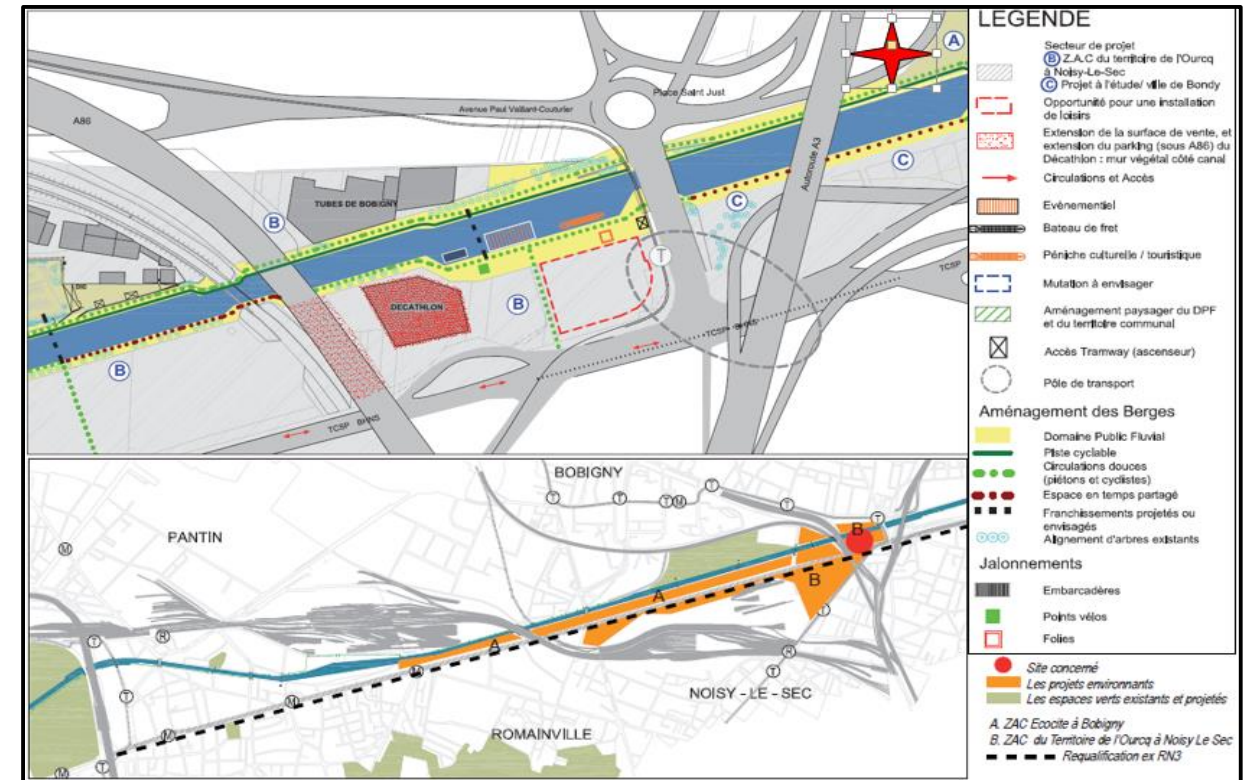 A
A86
Avenue Paul Vaillant-Couturier
Place Saint Just
Autoroute A3
C
C
B
TUBES DE BOBIGNY
T
TCSP
DECATHLON
B
TCSP BHNS
B
TCSP BHNS
LEGENDE
Secteur de projet
B Z.A.C du territoire de l'Ourcq
à Noisy-Le-Sec
C Projet à l'étude/ ville de Bondy
Opportunité pour une installation
de loisirs
Extension de la surface de vente, et
extension du parking (sous A86) du
Décathlon : mur végétal côté canal
Circulations et Accès
Evènementiel
Bateau de fret
Péniche culturelle / touristique
Mutation à envisager
Aménagement paysager du DPF
et du territoire communal
Accès Tramway (ascenseur)
Pôle de transport
Aménagement des Berges
Domaine Public Fluvial
Piste cyclable
Circulations douces
(piétons et cyclistes)
Espace en temps partagé
Franchissements projetés ou
envisagés
Alignement d'arbres existants
Jalonnements
Embarcadères
Points vélos
Folies
Site concerné
Les projets environnants
Les espaces verts existants et projetés
A. ZAC Ecocite à Bobigny
B. ZAC du Territoire de l'Ourcq à Noisy Le Sec
Requalification ex RN3
BOBIGNY
T
T
T
M
T
T
T
PANTIN
M
B
B
A
T
A
T
T
R
R
T
M
M
M
M
T
NOISY - LE - SEC
ROMAINVILLE